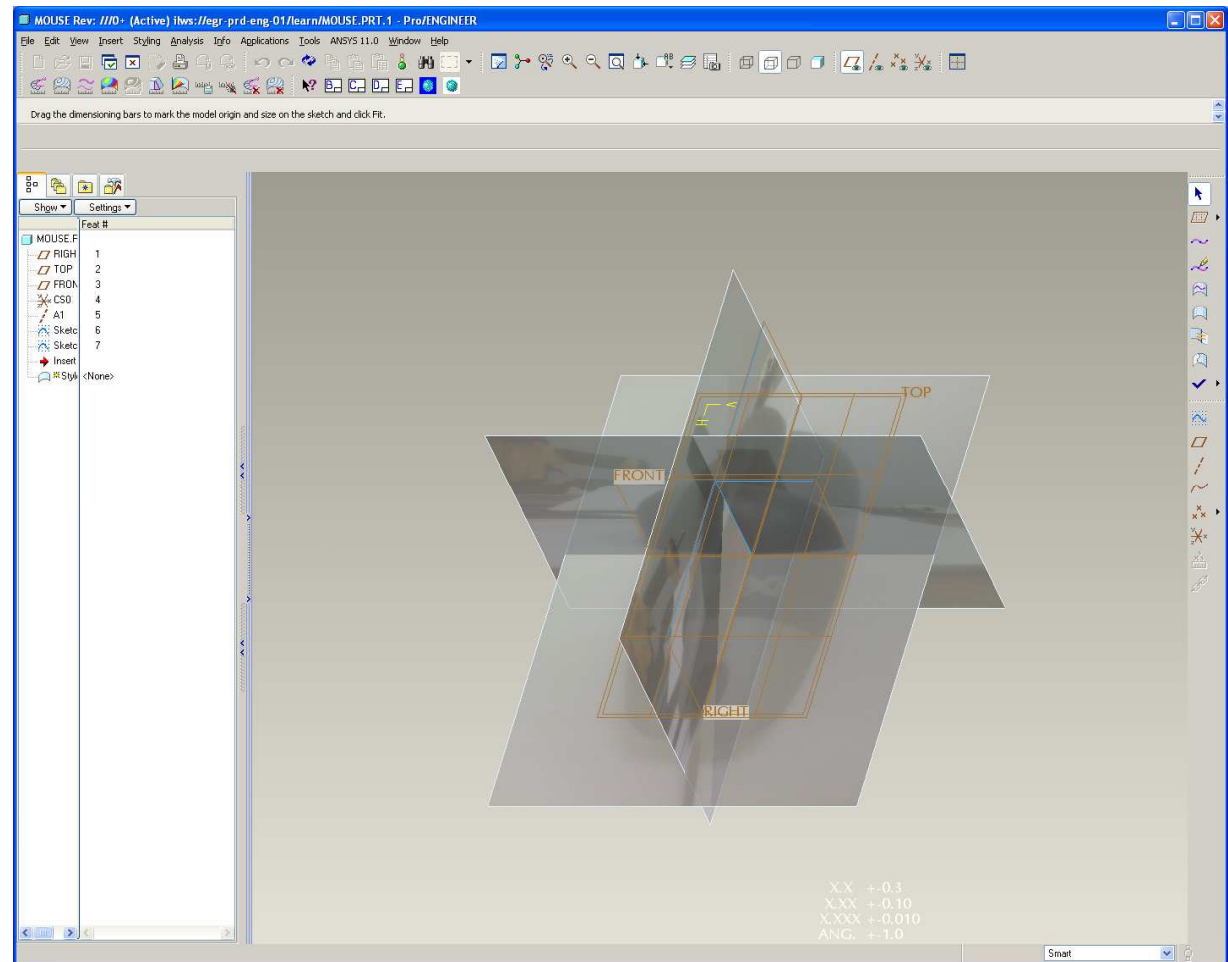 MOUSE Rev: ///0+ (Active) ilws://egr-prd-eng-01/learn/MOUSE.PRT.1 - Pro/ENGINEER
File Edit View Insert Styling Analysis Info Applications Tools ANSYS 11.0 Window Help
B C D E
Drag the dimensioning bars to mark the model origin and size on the sketch and click Fit.
Show Settings
Feat #
MOUSE.F
RIGH 1
TOP 2
FRON 3
CS0 4
A1 5
Sketc 6
Sketc 7
Insert
Styl <None>
TOP
V
H
FRONT
RIGHT
X.X +-0.3
X.XX +-0.10
X.XXX +-0.010
ANG. +-1.0
Smart